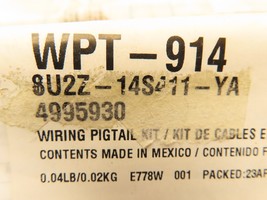 WPT-914
8U2Z-14S411-YA
4995930
WIRING PIGTAIL KIT / KIT DE CABLES E
CONTENTS MADE IN MEXICO / CONTENIDO F
0.04LB/0.02KG E778W 001 PACKED:23AP